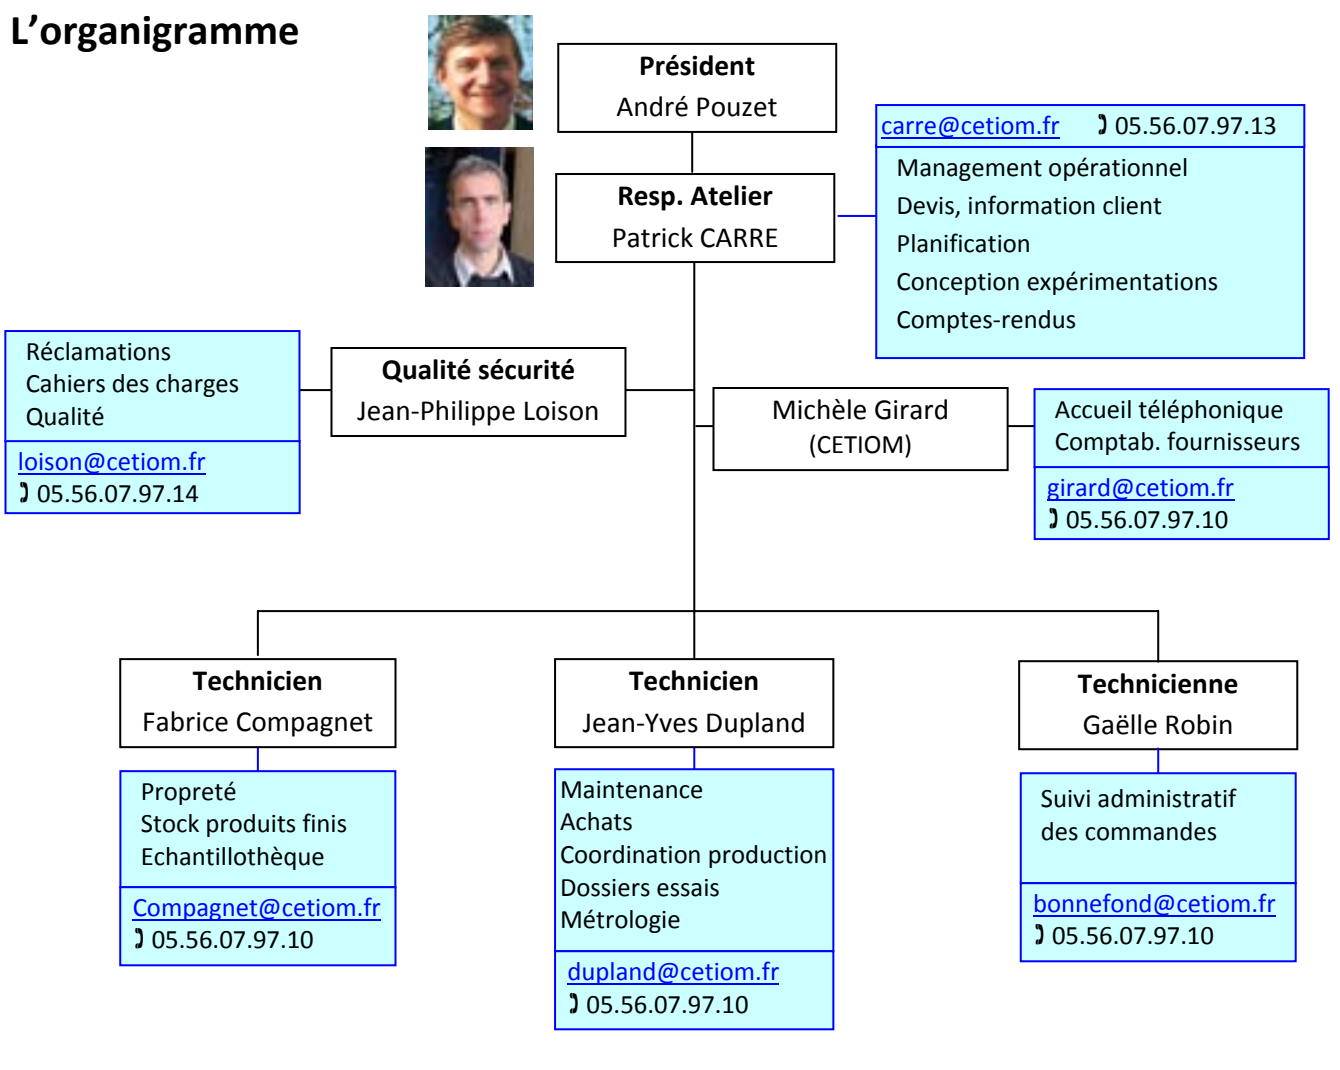 L’organigramme
Président
André Pouzet
Resp. Atelier
Patrick CARRE
carre@cetiom.fr 05.56.07.97.13
Management opérationnel
Devis, information client
Planification
Conception expérimentations
Comptes-rendus
Réclamations
Cahiers des charges
Qualité
loison@cetiom.fr
05.56.07.97.14
Qualité sécurité
Jean-Philippe Loison
Michèle Girard
(CETIOM)
Accueil téléphonique
Comptab. fournisseurs
girard@cetiom.fr
05.56.07.97.10
Technicien
Fabrice Compagnet
Propreté
Stock produits finis
Echantillothèque
Compagnet@cetiom.fr
05.56.07.97.10
Technicien
Jean-Yves Dupland
Maintenance
Achats
Coordination production
Dossiers essais
Métrologie
dupland@cetiom.fr
05.56.07.97.10
Technicienne
Gaëlle Robin
Suivi administratif
des commandes
bonnefond@cetiom.fr
05.56.07.97.10